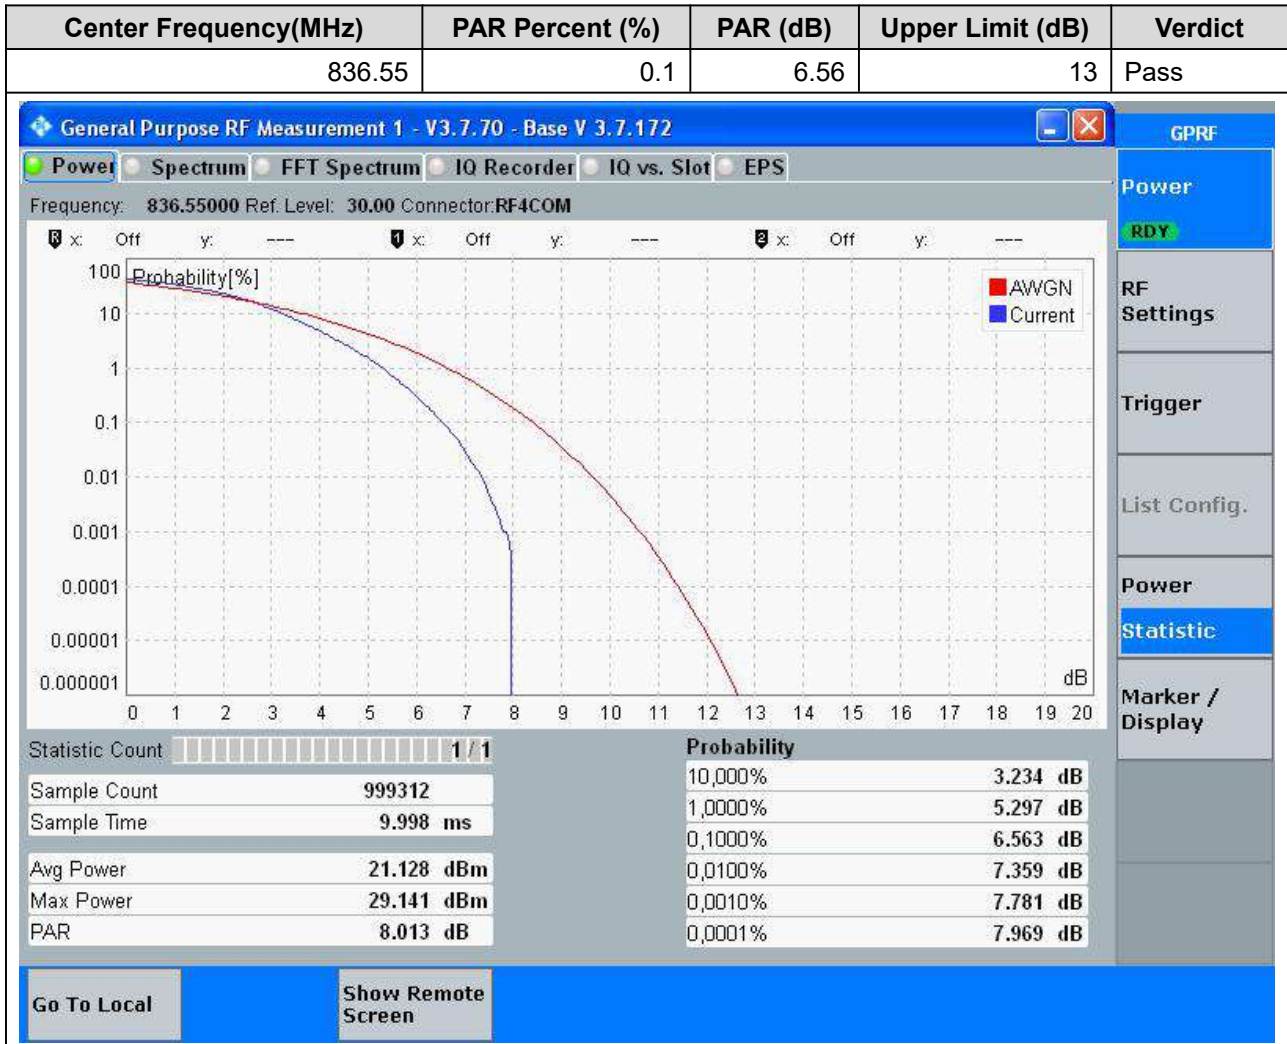 Center Frequency(MHz) PAR Percent (%) PAR (dB) Upper Limit (dB) Verdict
836.55 0.1 6.56 13 Pass
General Purpose RF Measurement 1 - V3.7.70 - Base V 3.7.172
GPRF
Power Spectrum FFT Spectrum IQ Recorder IQ vs. Slot EPS
Power
RDY
Frequency: 836.55000 Ref. Level: 30.00 Connector:RF4COM
R x: Off y: --- 1 x: Off y: --- 2 x: Off y: ---
Probability[%]
AWGN
Current
100
10
1
0.1
0.01
0.001
0.0001
0.00001
0.000001
dB
0 1 2 3 4 5 6 7 8 9 10 11 12 13 14 15 16 17 18 19 20
RF
Settings
Trigger
List Config.
Power
Statistic
Marker /
Display
Statistic Count 1 / 1
Sample Count 999312
Sample Time 9.998 ms
Avg Power 21.128 dBm
Max Power 29.141 dBm
PAR 8.013 dB
Probability
10,000% 3.234 dB
1,0000% 5.297 dB
0,1000% 6.563 dB
0,0100% 7.359 dB
0,0010% 7.781 dB
0,0001% 7.969 dB
Go To Local
Show Remote
Screen